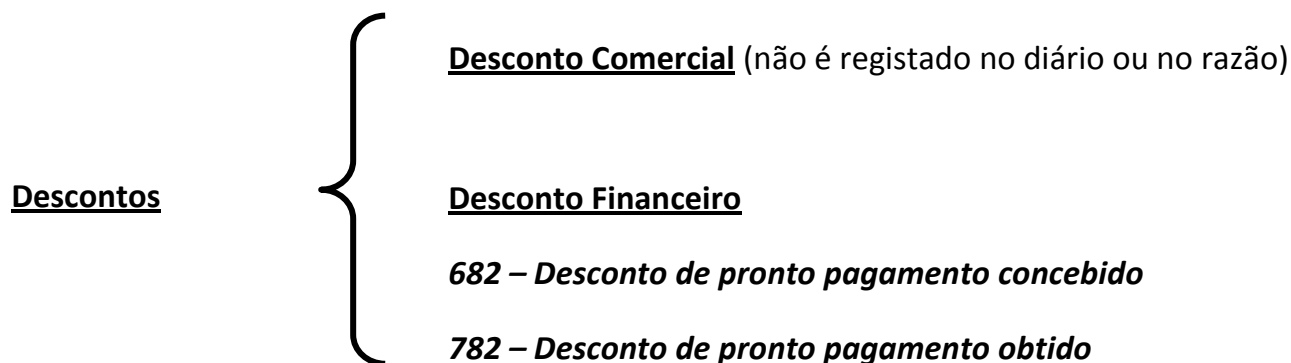 Desconto Comercial (não é registado no diário ou no razão)
Descontos
Desconto Financeiro
682 – Desconto de pronto pagamento concebido
782 – Desconto de pronto pagamento obtido